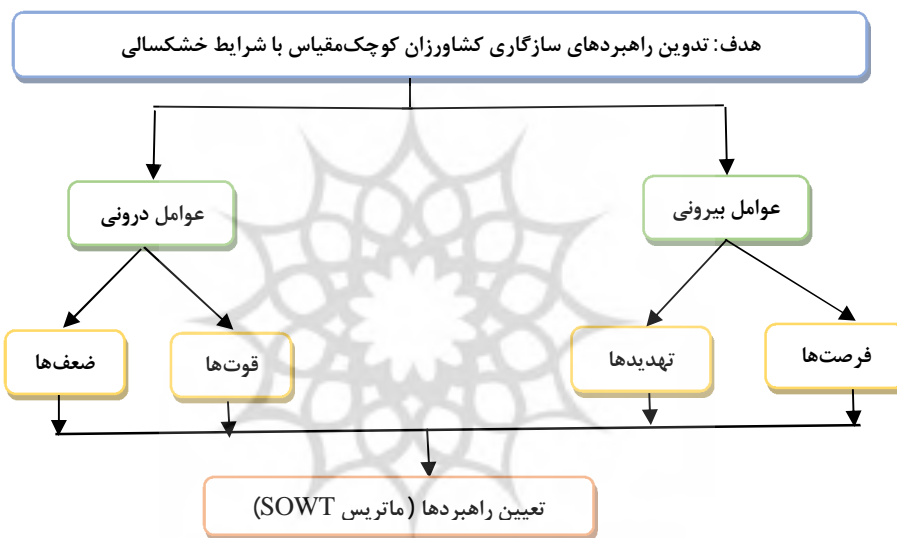 هدف: تدوین راهبردهای سازگاری کشاورزان کوچک‌مقیاس با شرایط خشکسالی
عوامل بیرونی
عوامل درونی
فرصت‌ها
تهدیدها
قوت‌ها
ضعف‌ها
تعیین راهبردها (ماتریس SOWT)